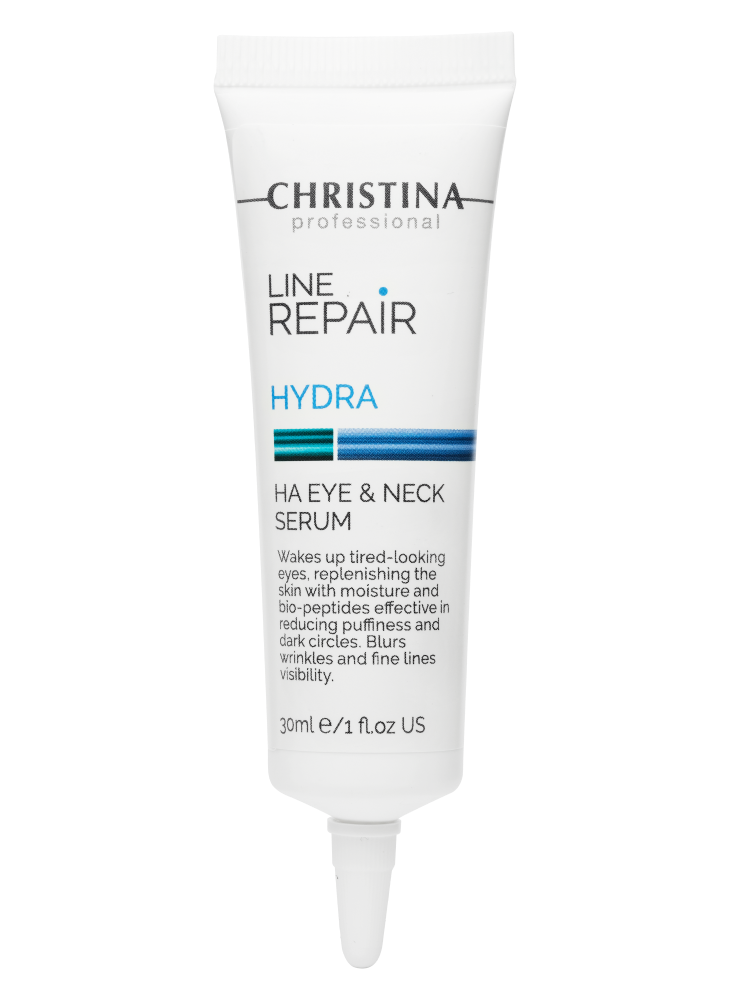 CHRISTINA
professional
LINE
REPAIR
HYDRA
HA EYE & NECK
SERUM
Wakes up tired-looking
eyes, replenishing the
skin with moisture and
bio-peptides effective in
reducing puffiness and
dark circles. Blurs
wrinkles and fine lines
visibility.
30ml e/1 fl.oz US